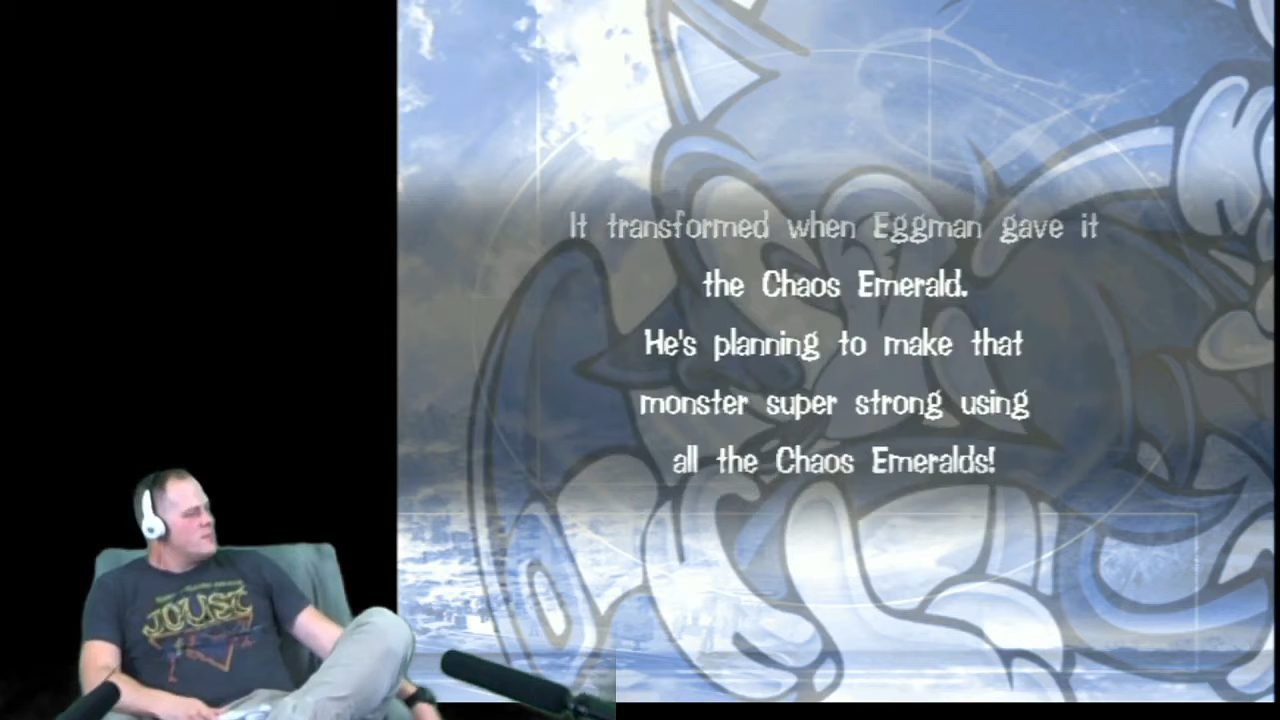 It transformed when Eggman gave it
the Chaos Emerald.
He's planning to make that
monster super strong using
all the Chaos Emeralds!
JOUST